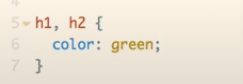 5 h1, h2 {
6 color: green;
7 }